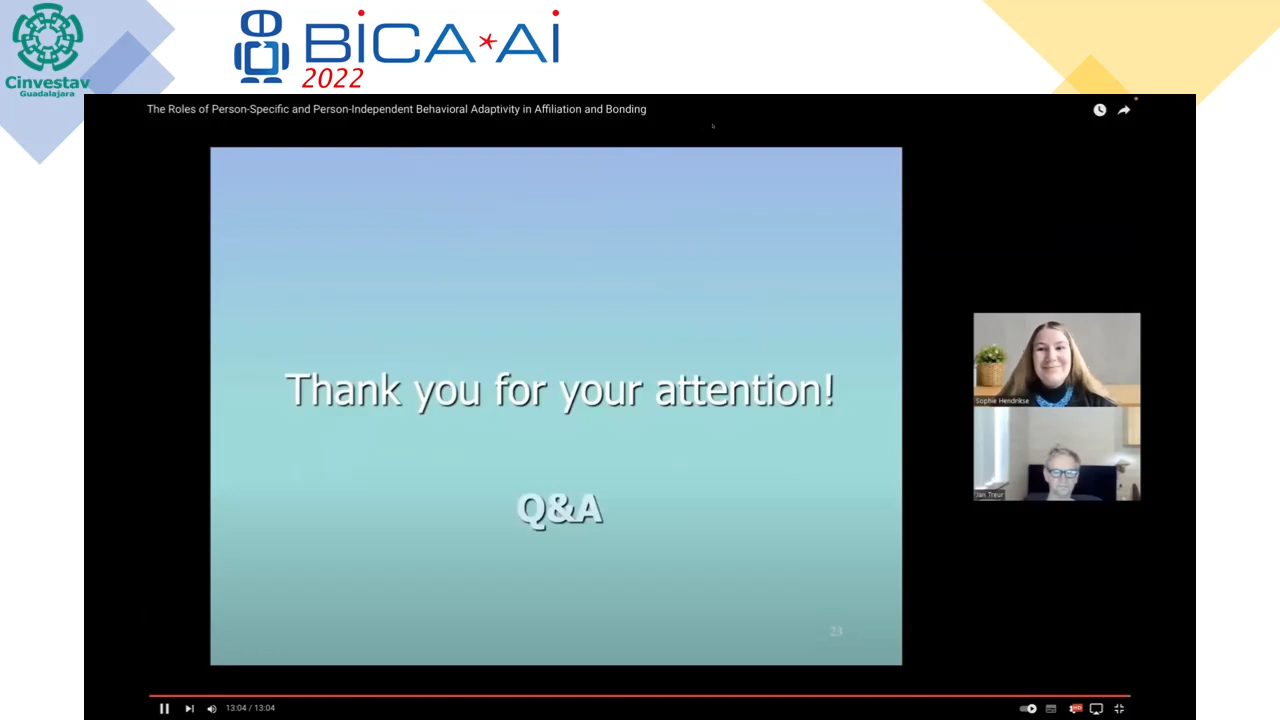 Cinvestav
Guadalajara
BiCA*Ai
2022
The Roles of Person-Specific and Person-Independent Behavioral Adaptivity in Affiliation and Bonding
Thank you for your attention!
Q&A
23
Sophie Hendrikse
Jan Treur
13:04 / 13:04